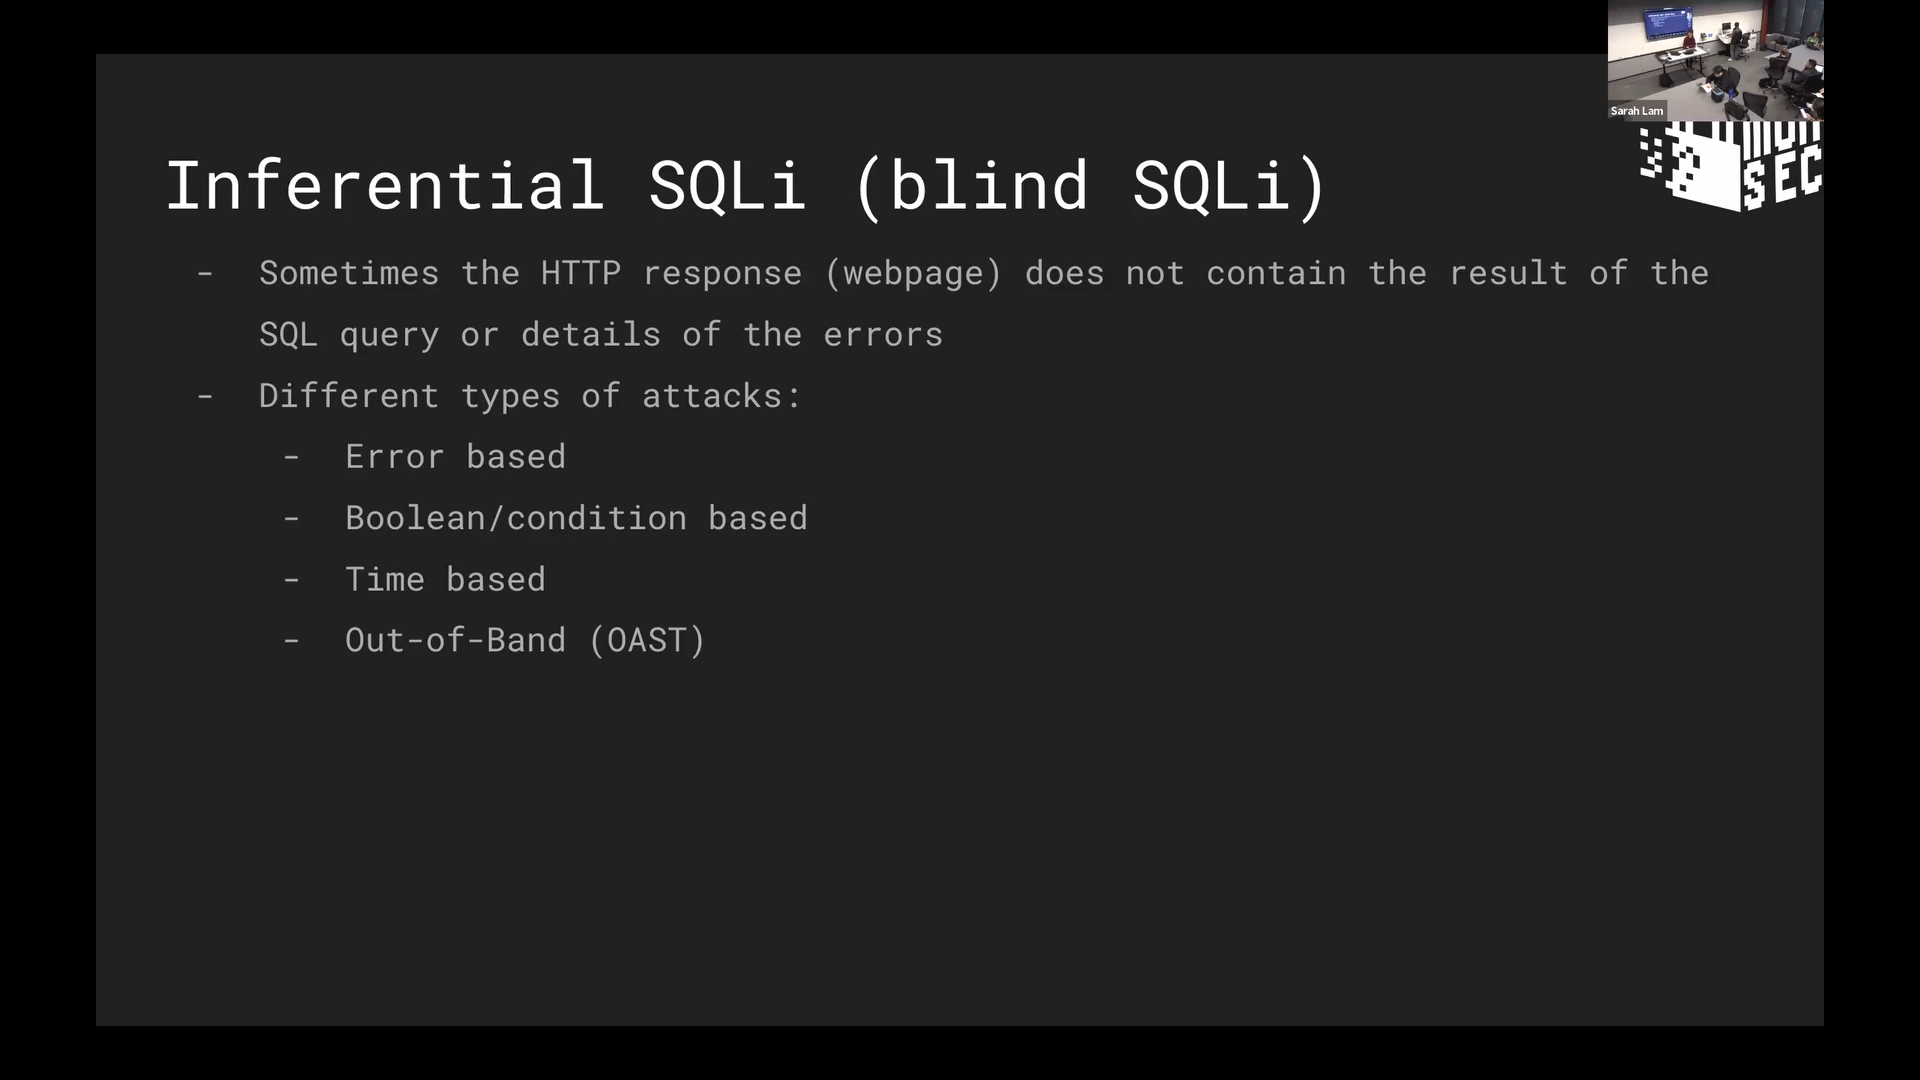 Sarah Lam
SEC
Inferential SQLi (blind SQLi)
- Sometimes the HTTP response (webpage) does not contain the result of the
SQL query or details of the errors
- Different types of attacks:
- Error based
- Boolean/condition based
- Time based
- Out-of-Band (OAST)